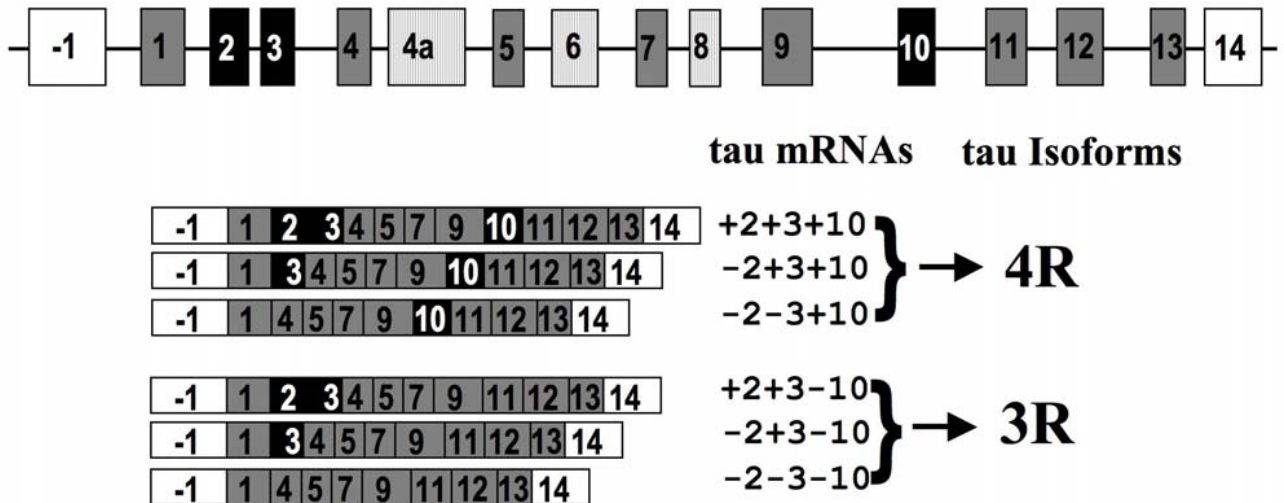 -1 1 2 3 4 4a 5 6 7 8 9 10 11 12 13 14
tau mRNAs tau Isoforms
-1 1 2 3 4 5 7 9 10 11 12 13 14 +2+3+10
-1 1 3 4 5 7 9 10 11 12 13 14 -2+3+10 4R
-1 1 4 5 7 9 10 11 12 13 14 -2-3+10
-1 1 2 3 4 5 7 9 11 12 13 14 +2+3-10
-1 1 3 4 5 7 9 11 12 13 14 -2+3-10 3R
-1 1 4 5 7 9 11 12 13 14 -2-3-10